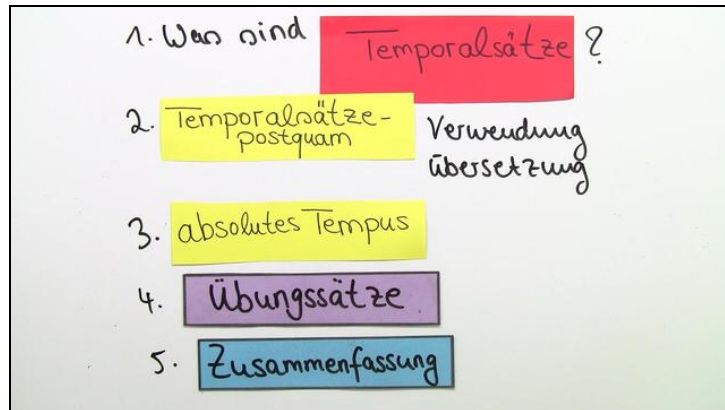 1. Was sind Temporalsätze ?
2. Temporalsätze-
postquam
Verwendung
übersetzung
3. absolutes Tempus
4. Übungssätze
5. Zusammenfassung